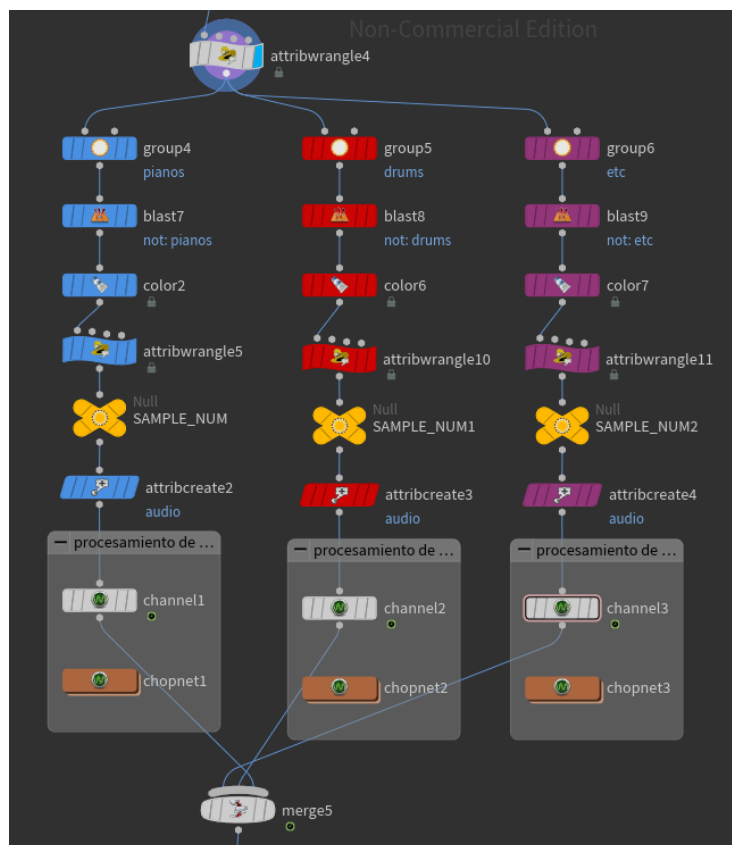 Non-Commercial Edition
attribwrangle4
group4
pianos
group5
drums
group6
etc
blast7
not: pianos
blast8
not: drums
blast9
not: etc
color2
color6
color7
attribwrangle5
attribwrangle10
attribwrangle11
Null
SAMPLE_NUM
Null
SAMPLE_NUM1
Null
SAMPLE_NUM2
attribcreate2
audio
attribcreate3
audio
attribcreate4
audio
procesamiento de ...
procesamiento de ...
procesamiento de ...
channel1
channel2
channel3
chopnet1
chopnet2
chopnet3
merge5